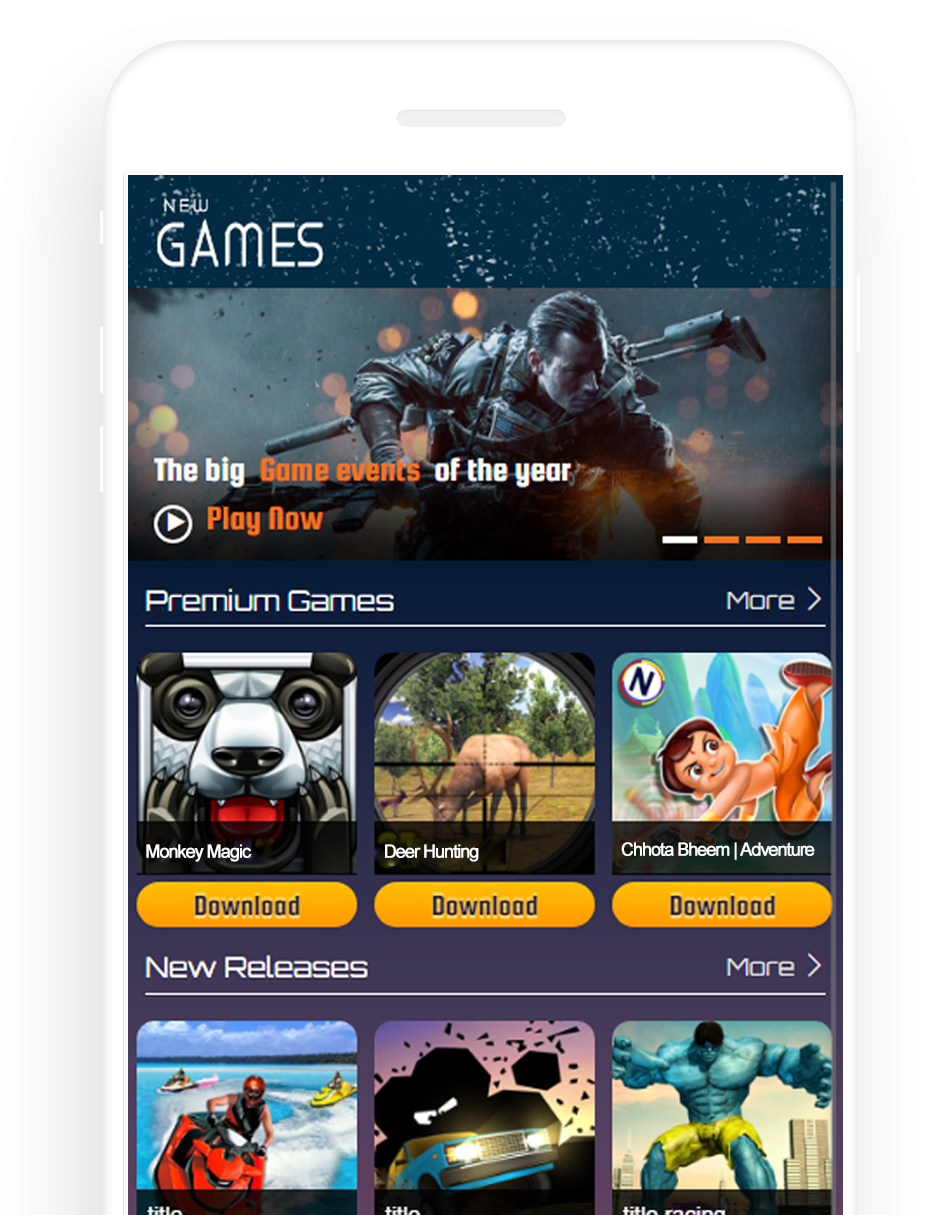 NEW
GAMES
The big Game events of the year
Play Now
Premium Games
More
N
Monkey Magic
Deer Hunting
Chhota Bheem | Adventure
Download
Download
Download
New Releases
More
title
title
title racing